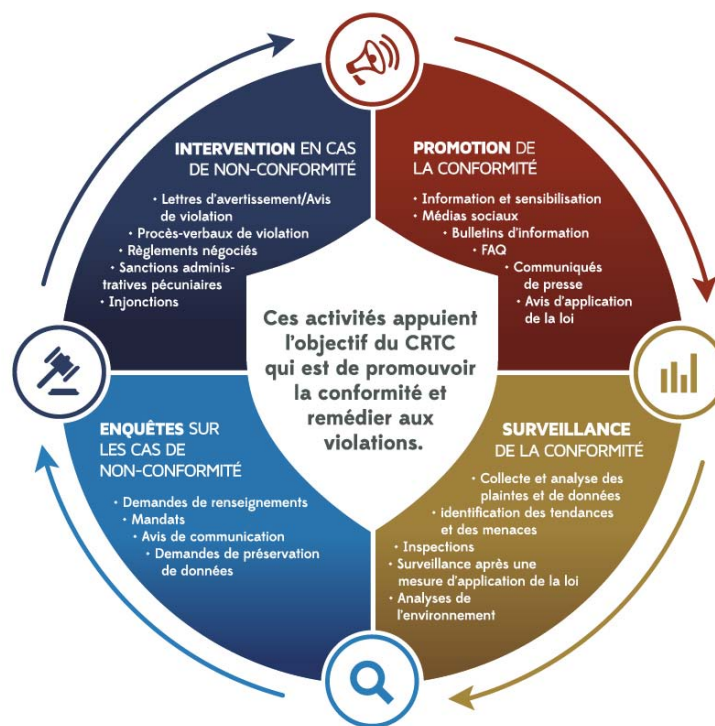 INTERVENTION EN CAS
DE NON-CONFORMITÉ
• Lettres d'avertissement/Avis
de violation
• Procès-verbaux de violation
• Règlements négociés
• Sanctions adminis-
tratives pécuniaires
• Injonctions
PROMOTION DE
LA CONFORMITÉ
• Information et sensibilisation
• Médias sociaux
• Bulletins d'information
• FAQ
• Communiqués
de presse
• Avis d'application
de la loi
Ces activités appuient
l'objectif du CRTC
qui est de promouvoir
la conformité et
remédier aux
violations.
ENQUÊTES SUR
LES CAS DE
NON-CONFORMITÉ
• Demandes de renseignements
• Mandats
• Avis de communication
• Demandes de préservation
de données
SURVEILLANCE
DE LA CONFORMITÉ
• Collecte et analyse des
plaintes et de données
• identification des tendances
et des menaces
• Inspections
• Surveillance après une
mesure d'application de la loi
• Analyses de
l'environnement